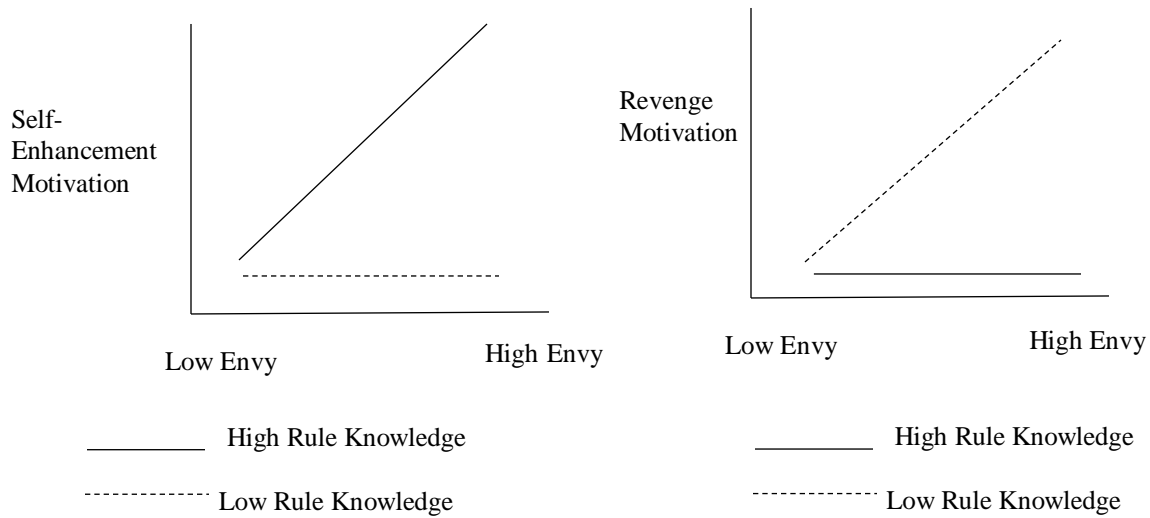 Self-
Enhancement
Motivation
Low Envy
High Envy
High Rule Knowledge
Low Rule Knowledge
Revenge
Motivation
Low Envy
High Envy
High Rule Knowledge
Low Rule Knowledge